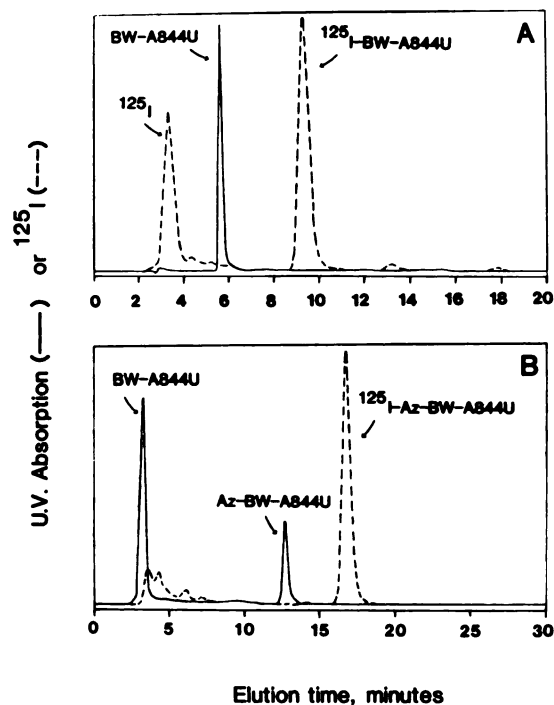 A
BW-A844U
125I-BW-A844U
125I
0 2 4 6 8 10 12 14 16 18 20
B
BW-A844U
125I-Az-BW-A844U
Az-BW-A844U
0 5 10 15 20 25 30
U.V. Absorption (——) or 125I (---)
Elution time, minutes